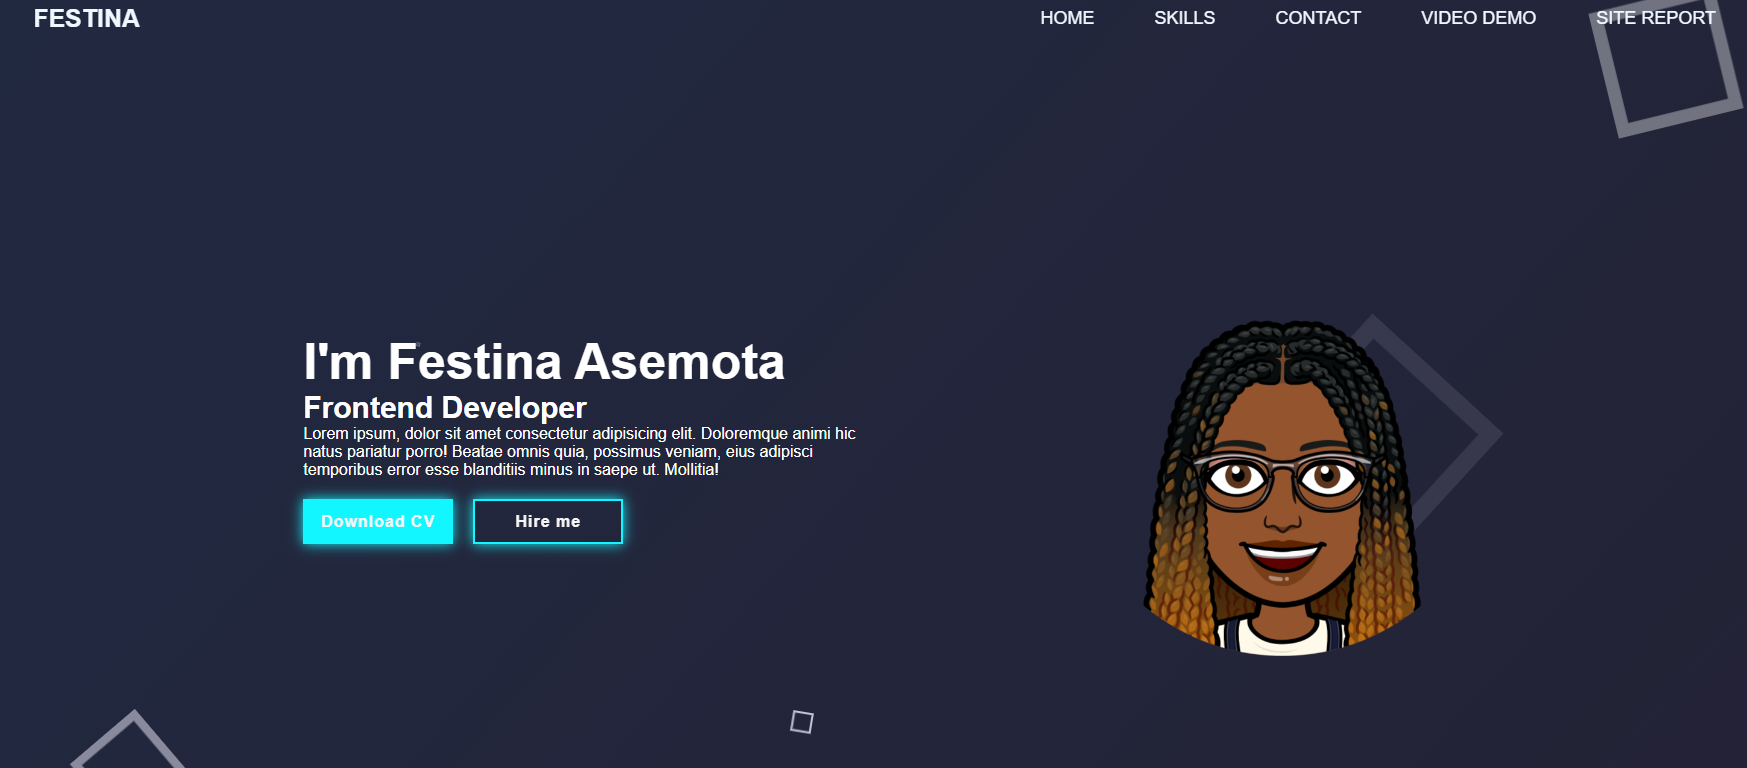 FESTINA
HOME SKILLS CONTACT VIDEO DEMO SITE REPORT
I'm Festina Asemota
Frontend Developer
Lorem ipsum, dolor sit amet consectetur adipisicing elit. Doloremque animi hic
natus pariatur porro! Beatae omnis quia, possimus veniam, eius adipisci
temporibus error esse blanditiis minus in saepe ut. Mollitia!
Download CV Hire me